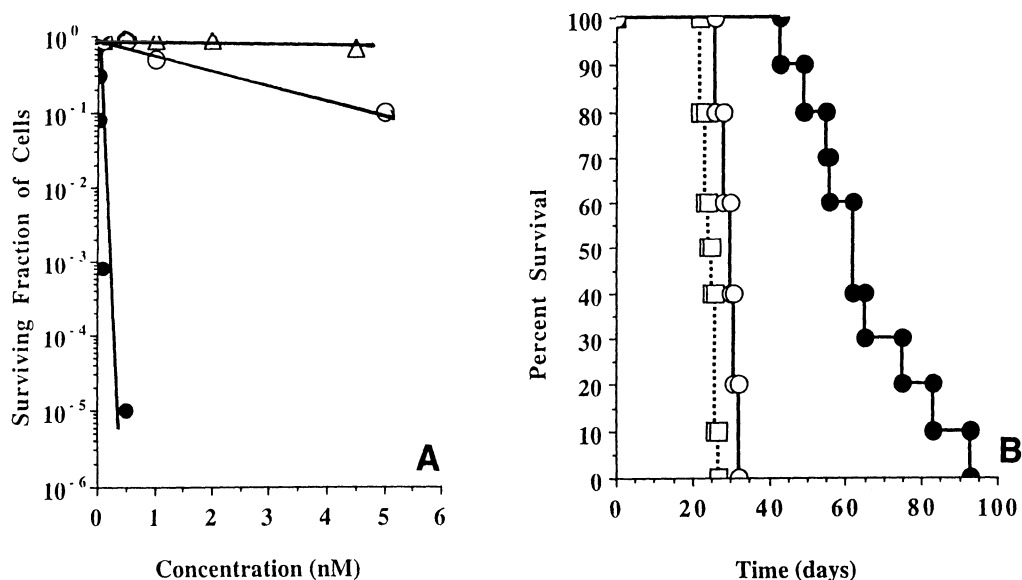 Surviving Fraction of Cells
10⁰
10⁻¹
10⁻²
10⁻³
10⁻⁴
10⁻⁵
10⁻⁶
0 1 2 3 4 5 6
Concentration (nM)
A
Percent Survival
100
90
80
70
60
50
40
30
20
10
0
0 20 40 60 80 100
Time (days)
B